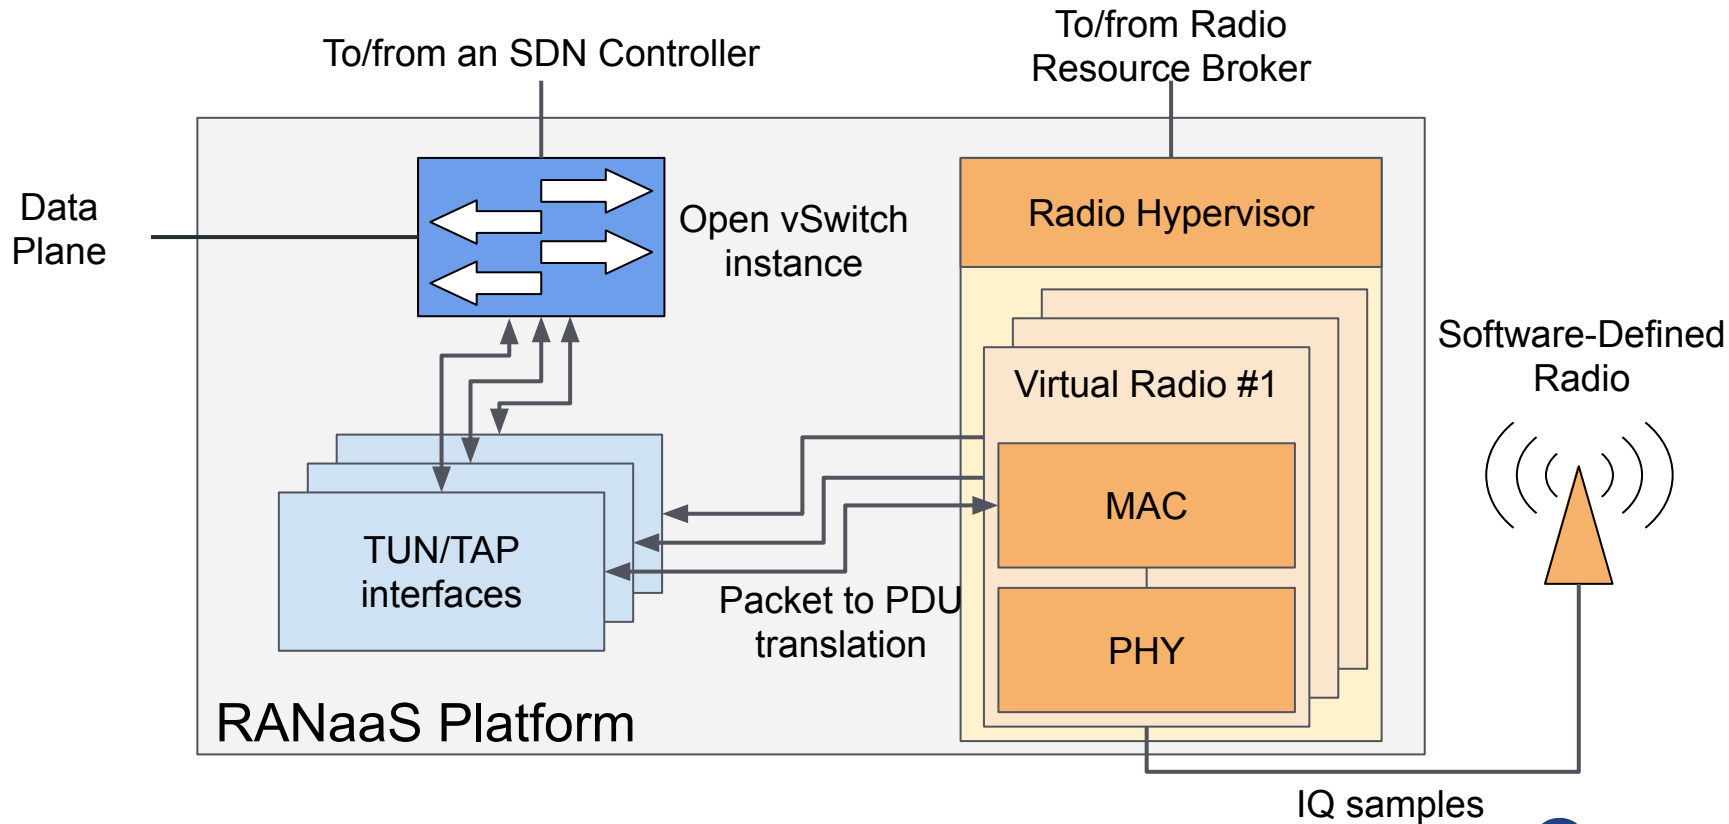 To/from an SDN Controller
To/from Radio
Resource Broker
Data
Plane
Open vSwitch
instance
Radio Hypervisor
Software-Defined
Radio
Virtual Radio #1
MAC
TUN/TAP
interfaces
Packet to PDU
translation
PHY
RANaaS Platform
IQ samples